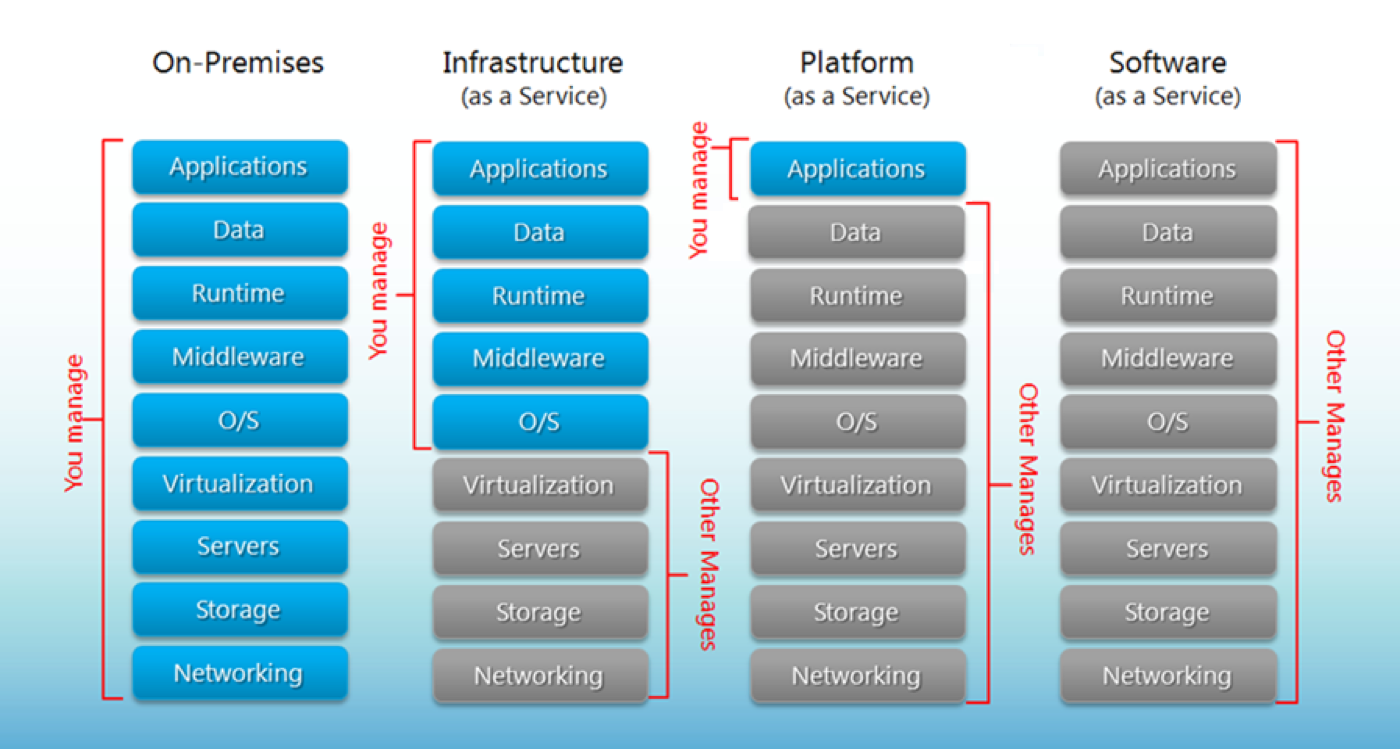 On-Premises
You manage
Applications
Data
Runtime
Middleware
O/S
Virtualization
Servers
Storage
Networking
Infrastructure
(as a Service)
You manage
Applications
Data
Runtime
Middleware
O/S
Virtualization
Servers
Storage
Networking
Other Manages
Platform
(as a Service)
You manage
Applications
Data
Runtime
Middleware
O/S
Virtualization
Servers
Storage
Networking
Other Manages
Software
(as a Service)
Applications
Data
Runtime
Middleware
O/S
Virtualization
Servers
Storage
Networking
Other Manages